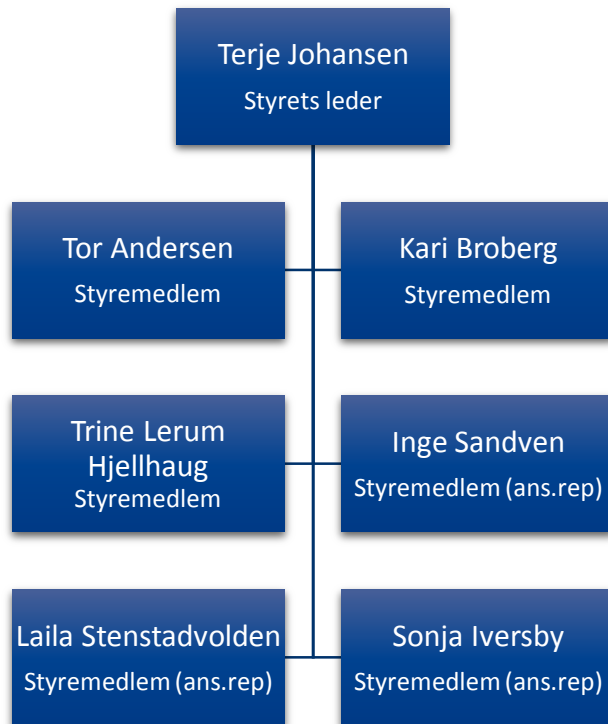 Terje Johansen
Styrets leder
Tor Andersen
Styremedlem
Kari Broberg
Styremedlem
Trine Lerum
Hjellhaug
Styremedlem
Inge Sandven
Styremedlem (ans.rep)
Laila Stenstadvolden
Styremedlem (ans.rep)
Sonja Iversby
Styremedlem (ans.rep)